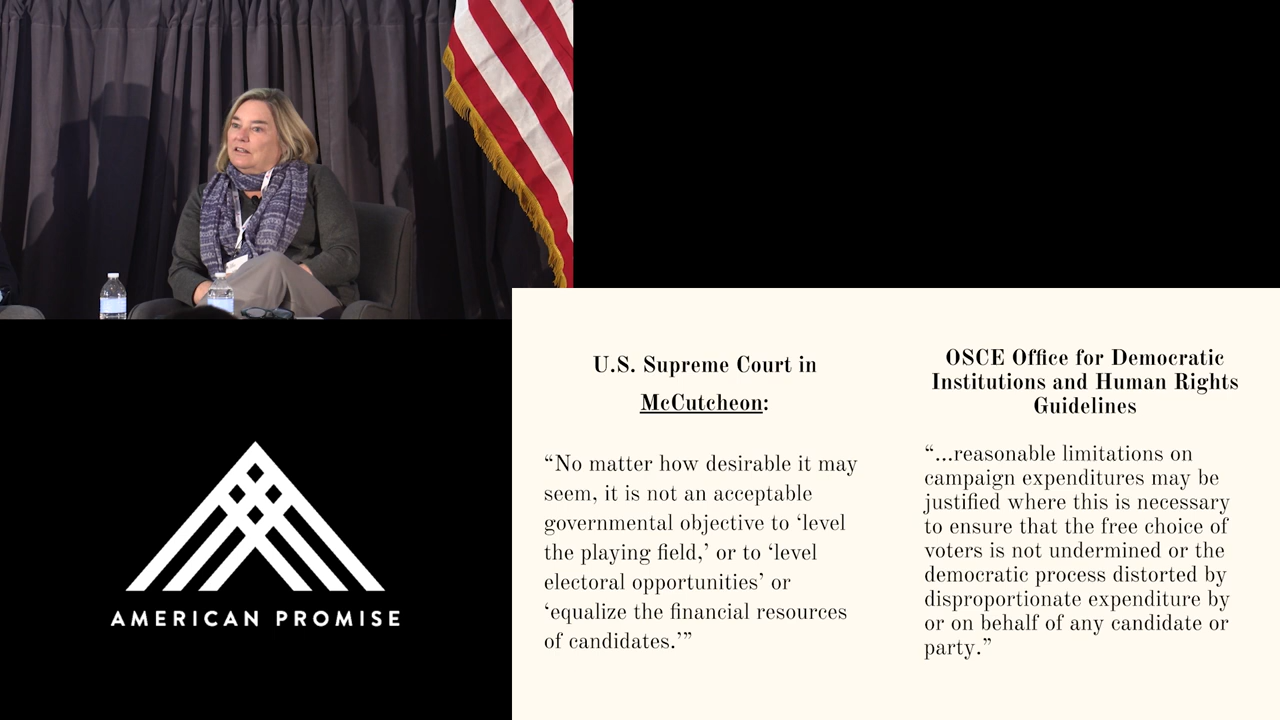 U.S. Supreme Court in
McCutcheon:
“No matter how desirable it may
seem, it is not an acceptable
governmental objective to ‘level
the playing field,’ or to ‘level
electoral opportunities’ or
‘equalize the financial resources
of candidates.’”
OSCE Office for Democratic
Institutions and Human Rights
Guidelines
“...reasonable limitations on
campaign expenditures may be
justified where this is necessary
to ensure that the free choice of
voters is not undermined or the
democratic process distorted by
disproportionate expenditure by
or on behalf of any candidate or
party.”
AMERICAN PROMISE